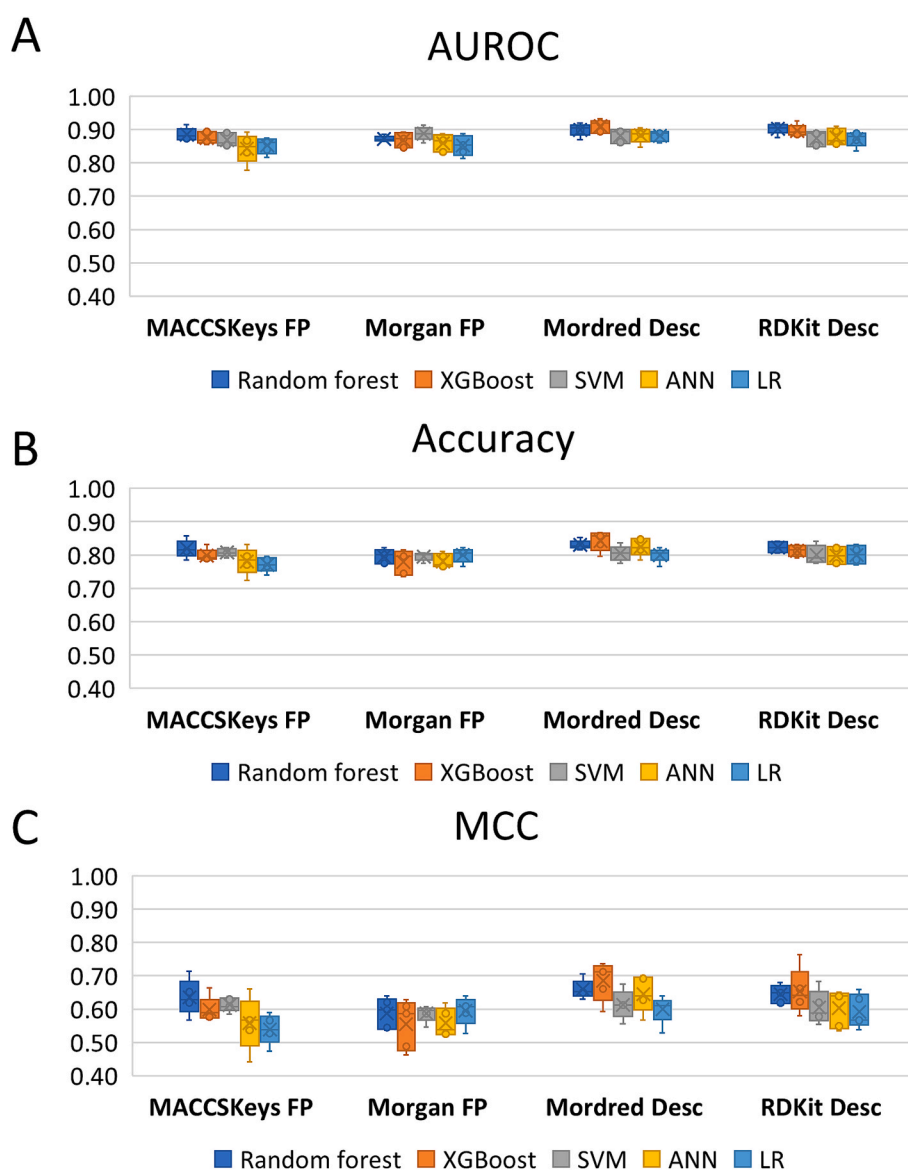 A
AUROC
1.00
0.90
0.80
0.70
0.60
0.50
0.40
MACCSKeys FP Morgan FP Mordred Desc RDKit Desc
Random forest XGBoost SVM ANN LR
B
Accuracy
1.00
0.90
0.80
0.70
0.60
0.50
0.40
MACCSKeys FP Morgan FP Mordred Desc RDKit Desc
Random forest XGBoost SVM ANN LR
C
MCC
1.00
0.90
0.80
0.70
0.60
0.50
0.40
MACCSKeys FP Morgan FP Mordred Desc RDKit Desc
Random forest XGBoost SVM ANN LR